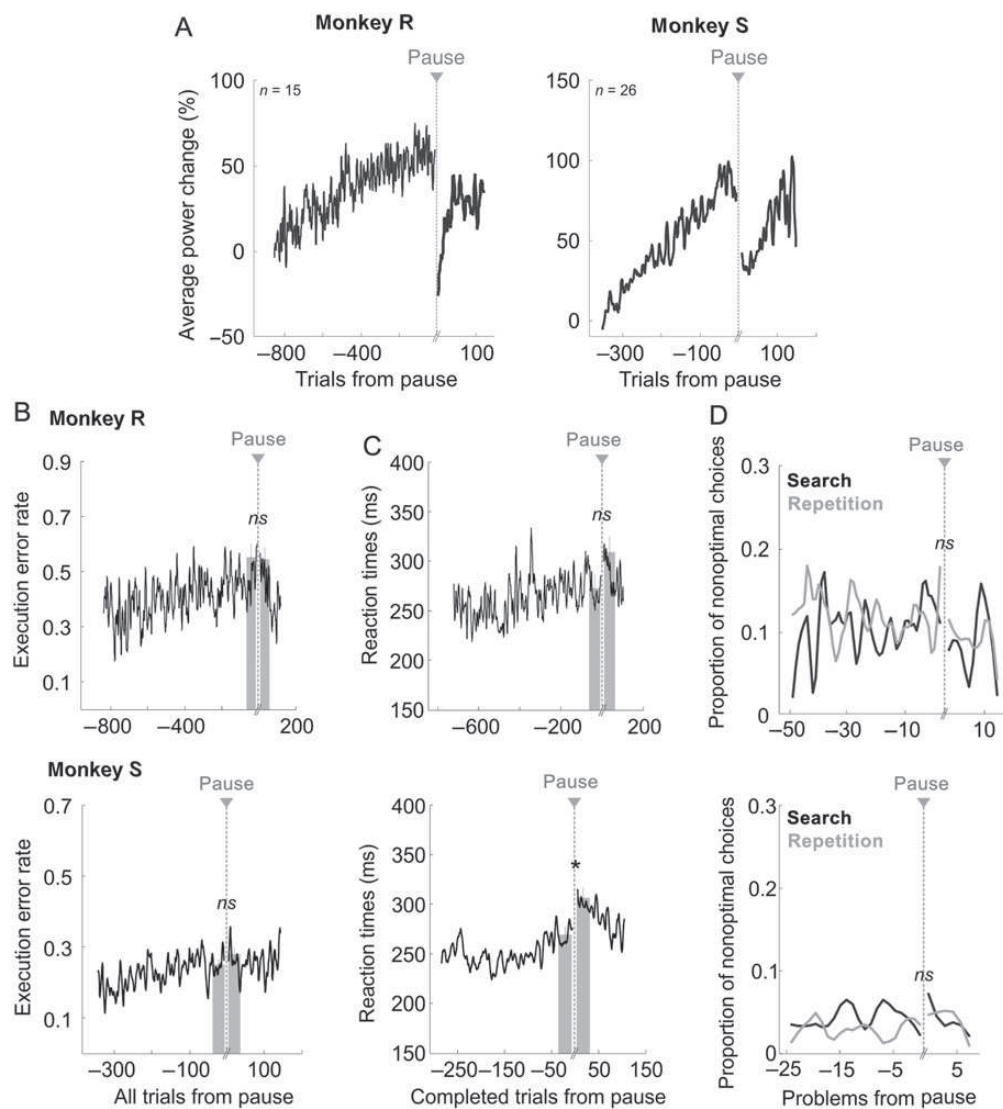 A
Monkey R
Monkey S
Pause
Pause
n = 15
n = 26
Average power change (%)
100
50
0
−50
150
100
50
0
−800
−400
100
−300
−100
100
Trials from pause
Trials from pause
B
Monkey R
Pause
Execution error rate
0.9
0.7
0.5
0.3
0.1
ns
−800
−400
200
C
Pause
Reaction times (ms)
400
350
300
250
200
150
ns
−600
−200
200
D
Pause
Proportion of nonoptimal choices
0.3
0.2
0.1
0
Search
Repetition
ns
−50
−30
−10
10
Monkey S
Pause
Execution error rate
0.7
0.5
0.3
0.1
ns
−300
−100
100
All trials from pause
Pause
Reaction times (ms)
400
350
300
250
200
150
*
−250
−150
−50
50
150
Completed trials from pause
Pause
Proportion of nonoptimal choices
0.3
0.2
0.1
0
Search
Repetition
ns
−25
−15
−5
5
Problems from pause